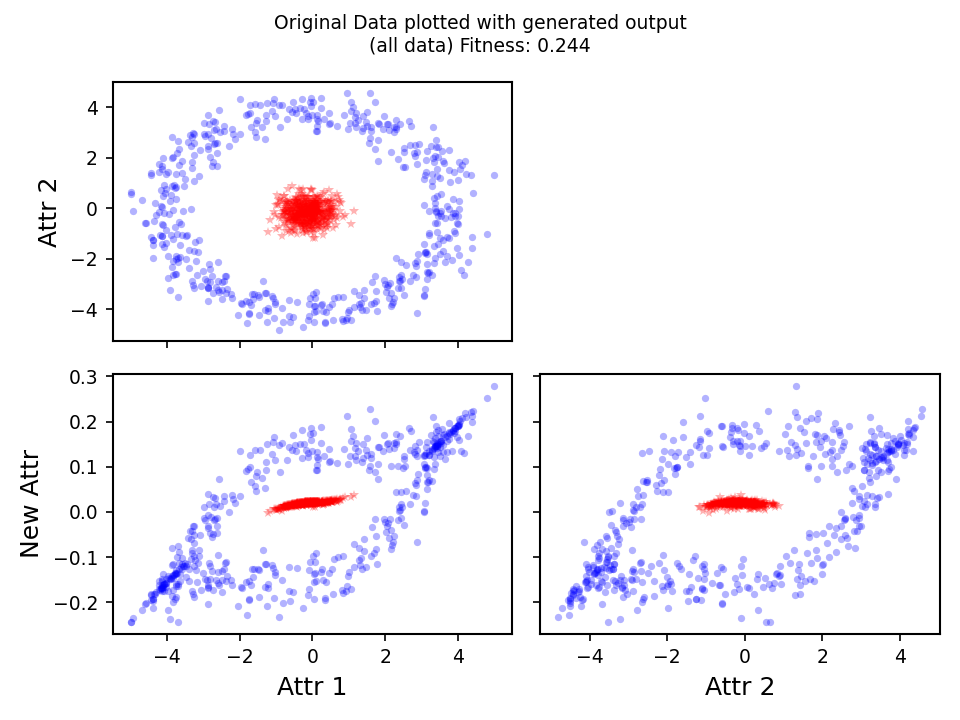 Original Data plotted with generated output
(all data) Fitness: 0.244
4
2
0
−2
−4
Attr 2
0.3
0.2
0.1
0.0
−0.1
−0.2
New Attr
−4 −2 0 2 4
−4 −2 0 2 4
Attr 1
Attr 2